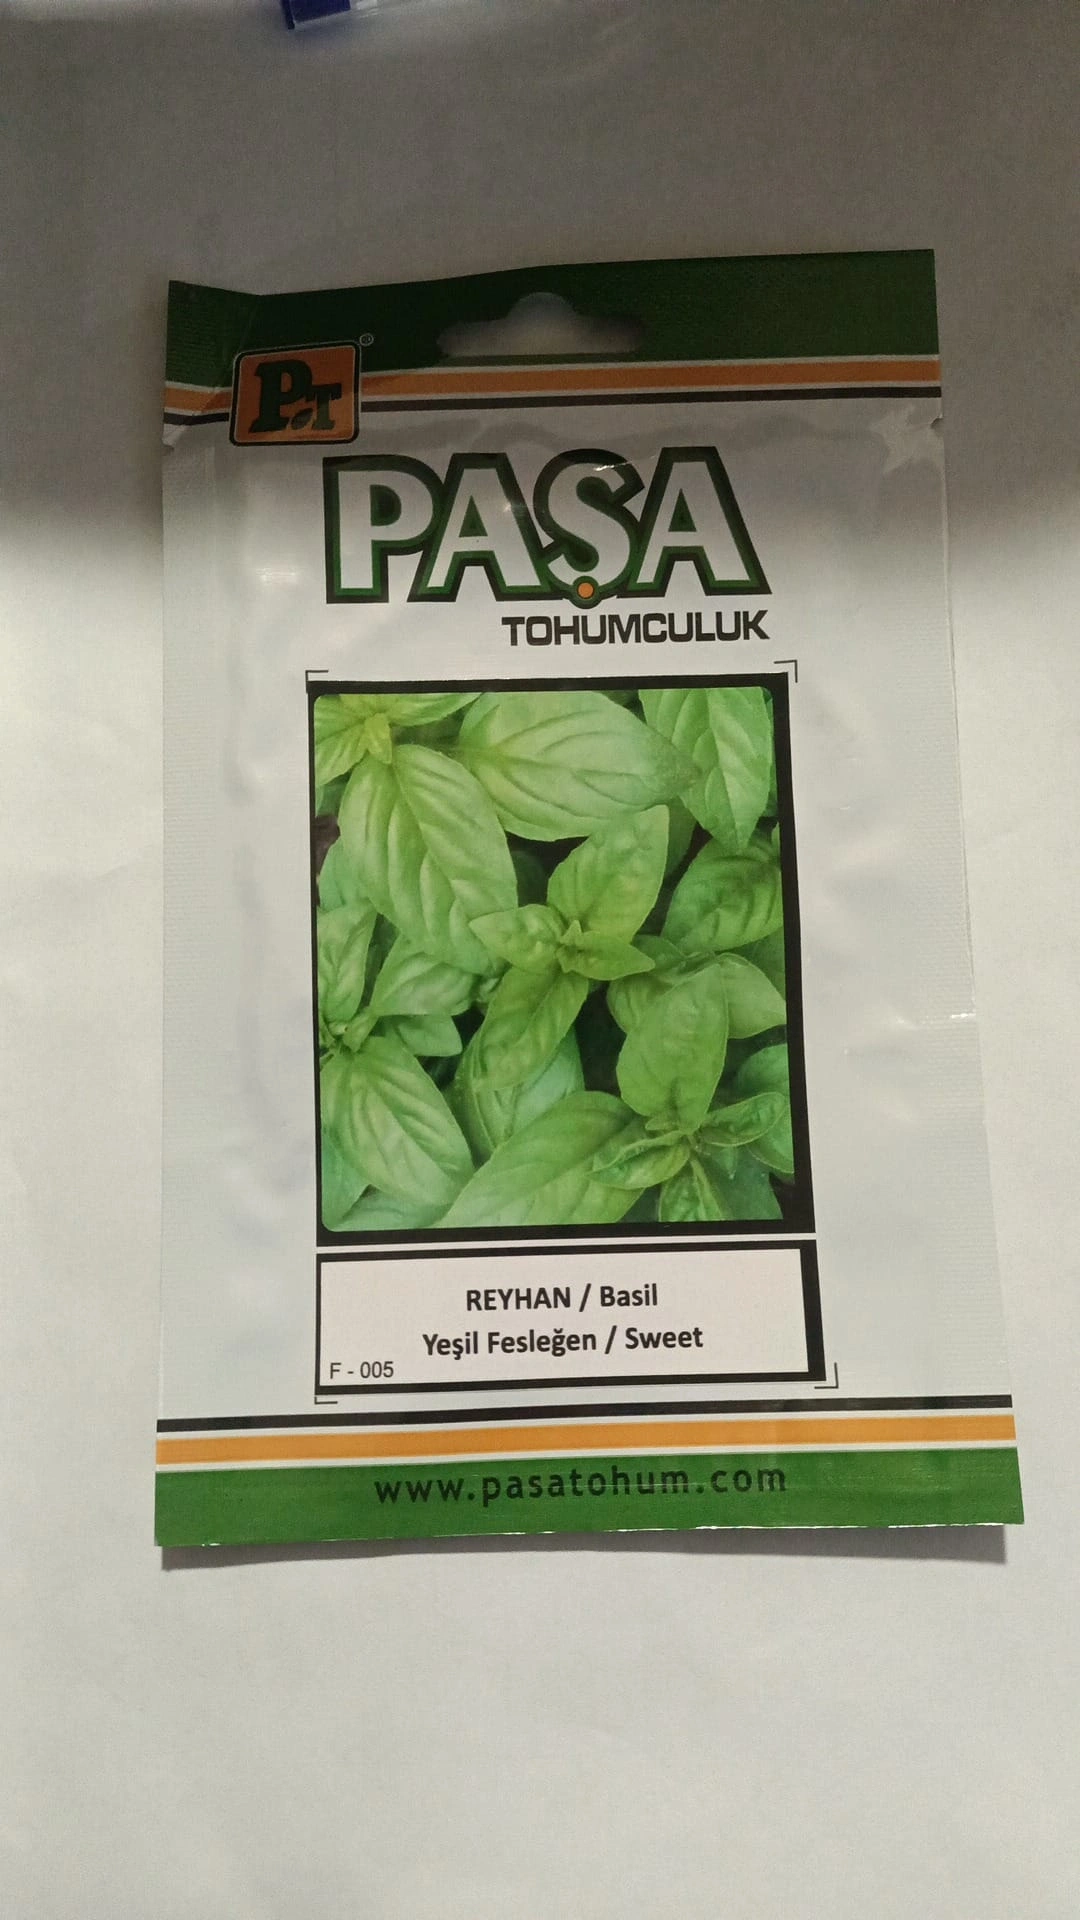 PT
®
PAŞA
TOHUMCULUK
REYHAN / Basil
Yeşil Fesleğen / Sweet
F - 005
www.pasatohum.com